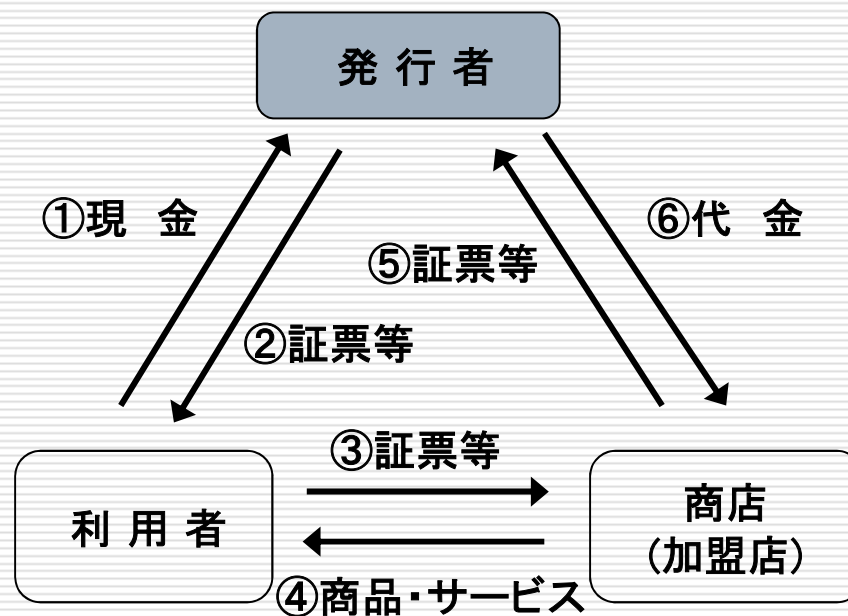 発 行 者
①現　金
⑥代　金
⑤証票等
②証票等
③証票等
利 用 者
商店
（加盟店）
④商品・サービス